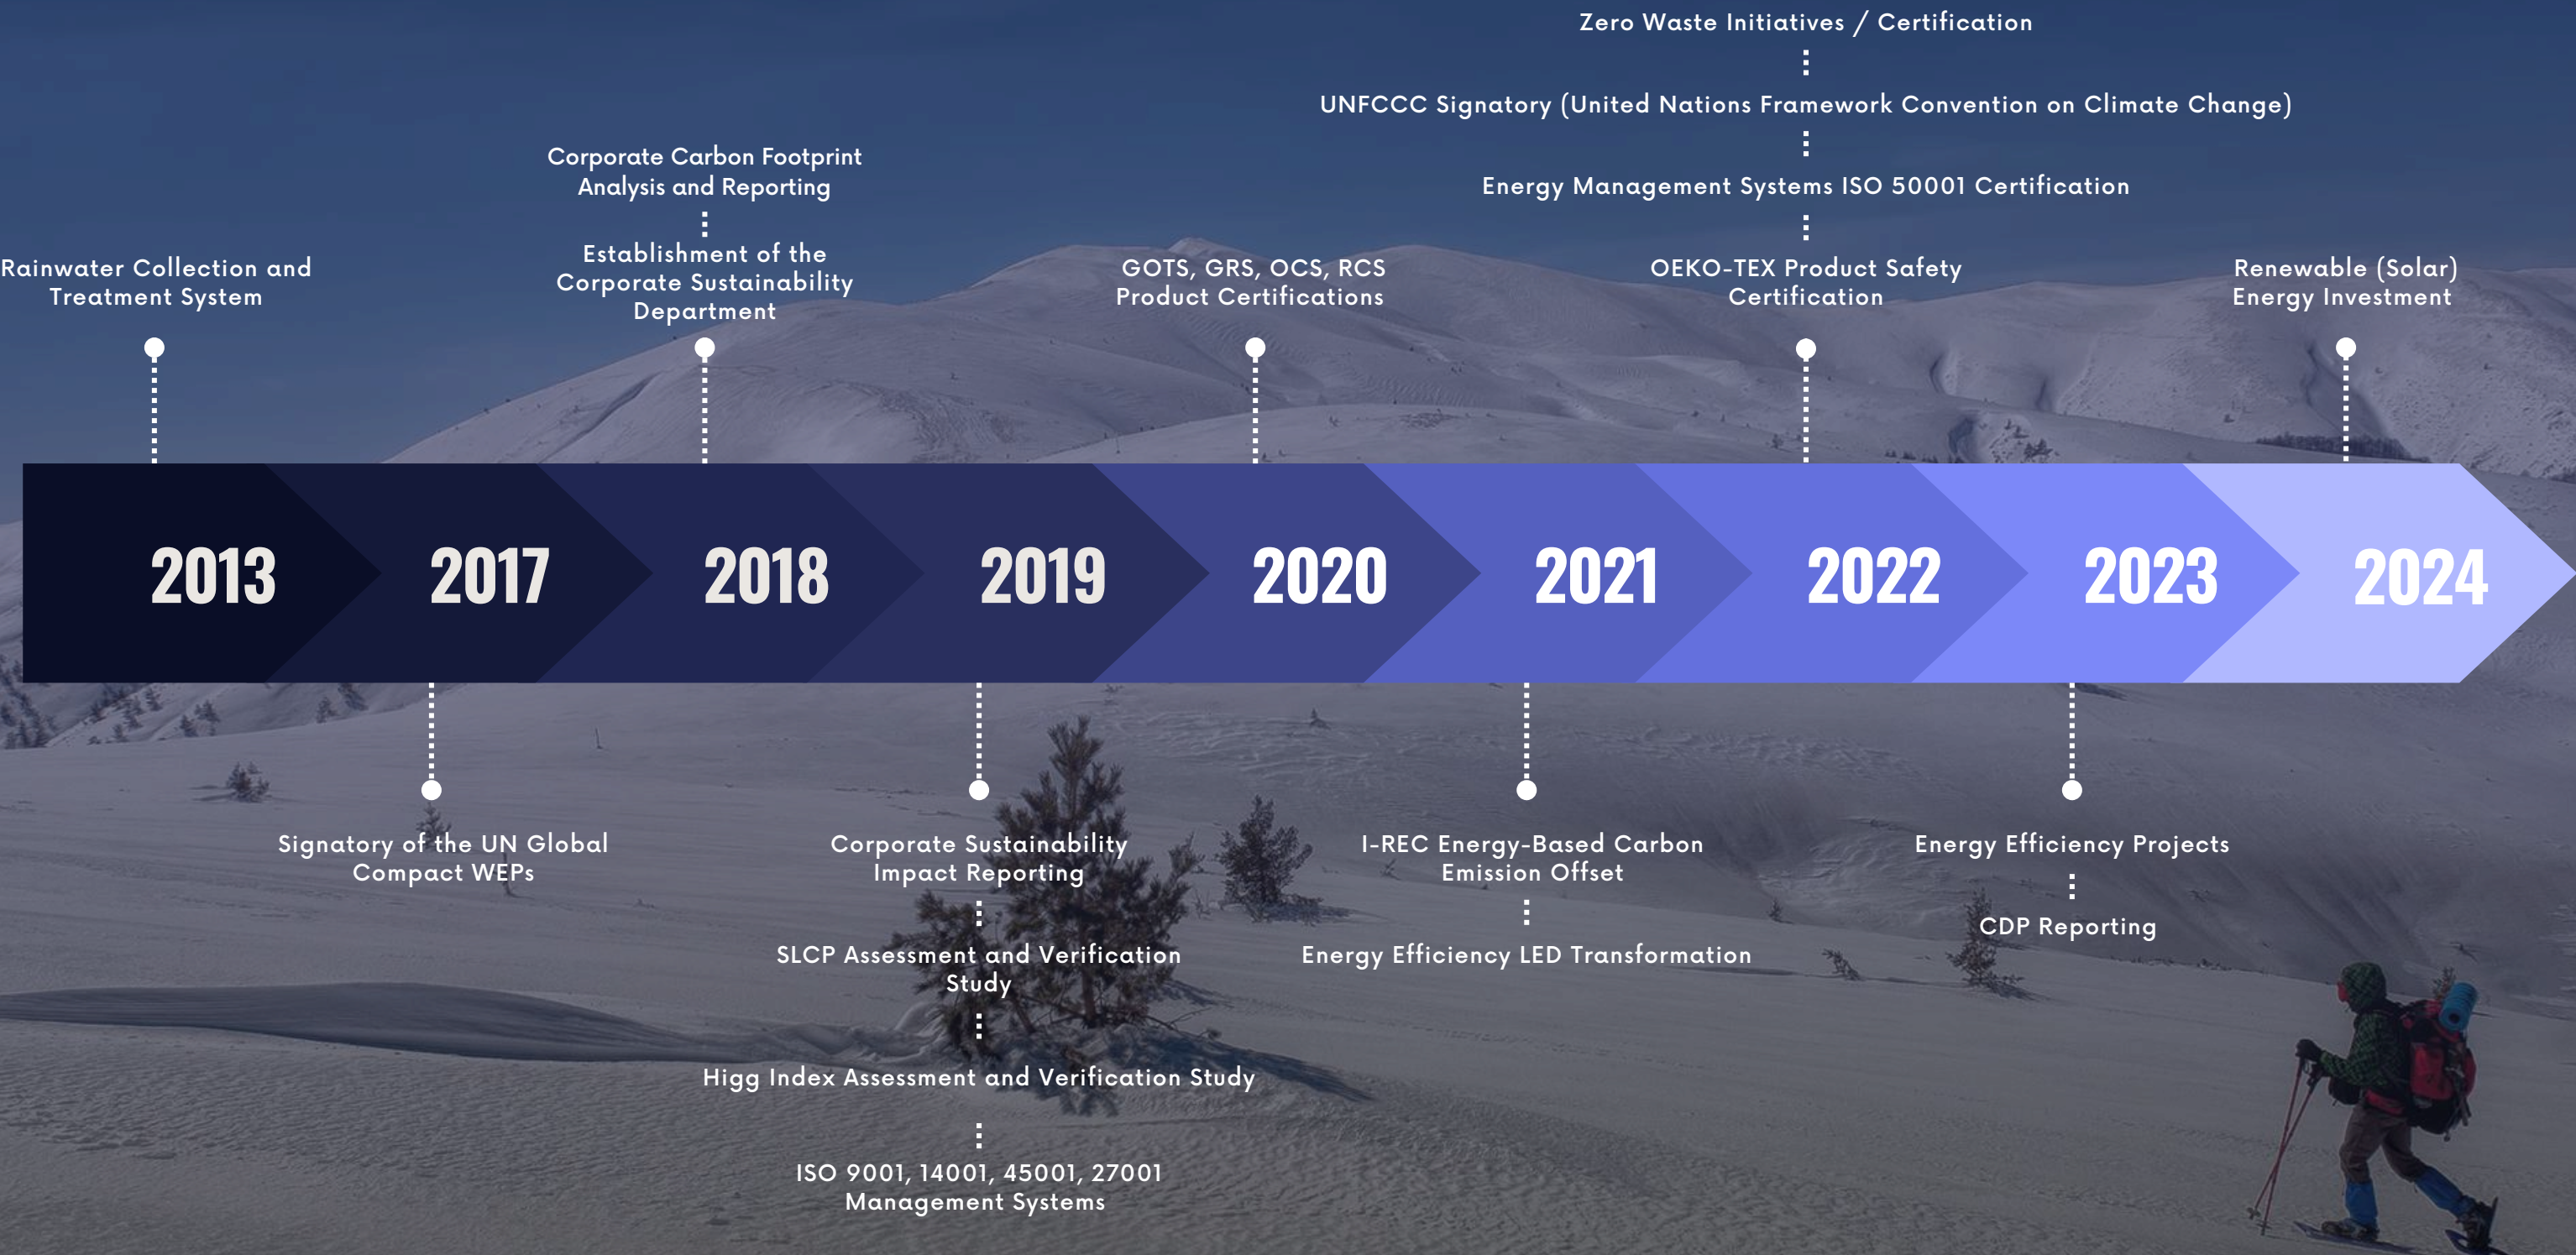 Zero Waste Initiatives / Certification
UNFCCC Signatory (United Nations Framework Convention on Climate Change)
Corporate Carbon Footprint
Analysis and Reporting
Energy Management Systems ISO 50001 Certification
Rainwater Collection and
Treatment System
Establishment of the
Corporate Sustainability
Department
GOTS, GRS, OCS, RCS
Product Certifications
OEKO-TEX Product Safety
Certification
Renewable (Solar)
Energy Investment
2013
2017
2018
2019
2020
2021
2022
2023
2024
Signatory of the UN Global
Compact WEPs
Corporate Sustainability
Impact Reporting
SLCP Assessment and Verification
Study
Higg Index Assessment and Verification Study
ISO 9001, 14001, 45001, 27001
Management Systems
I-REC Energy-Based Carbon
Emission Offset
Energy Efficiency LED Transformation
Energy Efficiency Projects
CDP Reporting